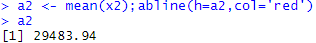 > a2 <- mean(x2);abline(h=a2,col='red')
> a2
[1] 29483.94